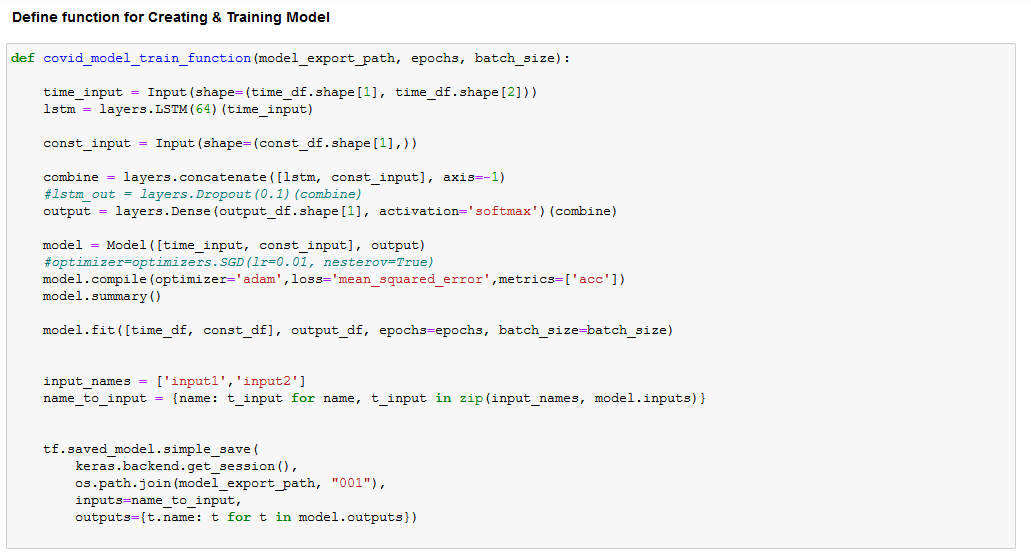 Define function for Creating & Training Model
def covid_model_train_function(model_export_path, epochs, batch_size):
time_input = Input(shape=(time_df.shape[1], time_df.shape[2]))
lstm = layers.LSTM(64)(time_input)
const_input = Input(shape=(const_df.shape[1],))
combine = layers.concatenate([lstm, const_input], axis=-1)
#lstm_out = layers.Dropout(0.1)(combine)
output = layers.Dense(output_df.shape[1], activation='softmax')(combine)
model = Model([time_input, const_input], output)
#optimizer=optimizers.SGD(lr=0.01, nesterov=True)
model.compile(optimizer='adam',loss='mean_squared_error',metrics=['acc'])
model.summary()
model.fit([time_df, const_df], output_df, epochs=epochs, batch_size=batch_size)
input_names = ['input1','input2']
name_to_input = {name: t_input for name, t_input in zip(input_names, model.inputs)}
tf.saved_model.simple_save(
keras.backend.get_session(),
os.path.join(model_export_path, "001"),
inputs=name_to_input,
outputs={t.name: t for t in model.outputs})